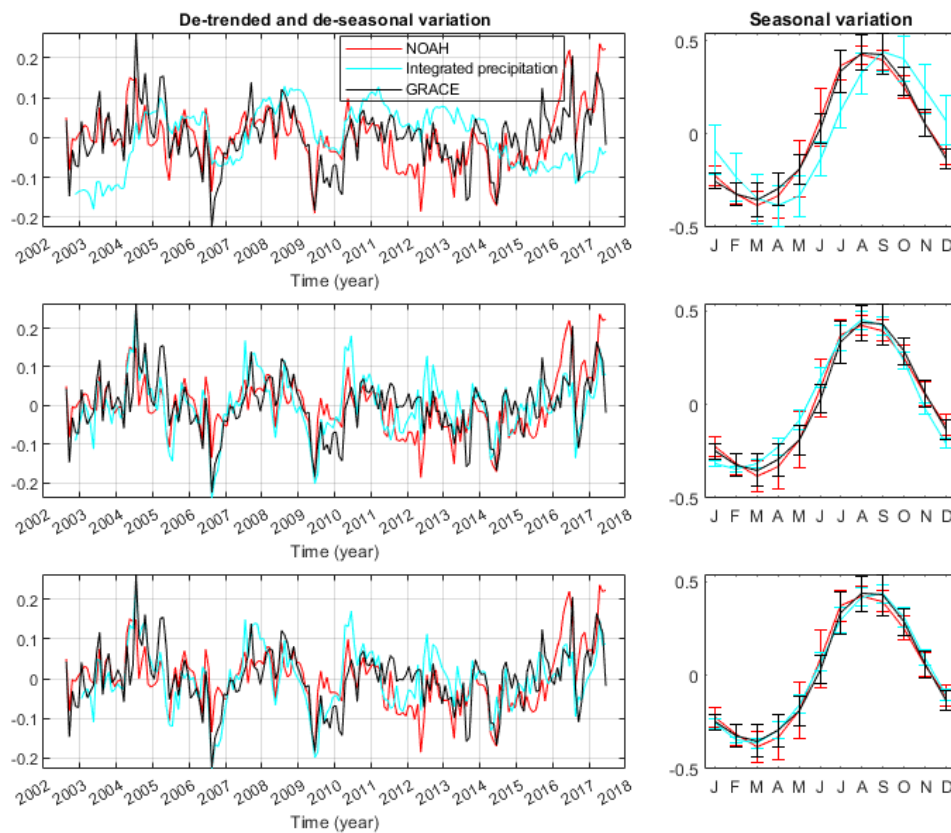 De-trended and de-seasonal variation
Seasonal variation
NOAH
Integrated precipitation
GRACE
0.2
0.1
0
-0.1
-0.2
2002 2003 2004 2005 2006 2007 2008 2009 2010 2011 2012 2013 2014 2015 2016 2017 2018
Time (year)
0.5
0
-0.5
J F M A M J J A S O N D
0.2
0.1
0
-0.1
-0.2
2002 2003 2004 2005 2006 2007 2008 2009 2010 2011 2012 2013 2014 2015 2016 2017 2018
Time (year)
0.5
0
-0.5
J F M A M J J A S O N D
0.2
0.1
0
-0.1
-0.2
2002 2003 2004 2005 2006 2007 2008 2009 2010 2011 2012 2013 2014 2015 2016 2017 2018
Time (year)
0.5
0
-0.5
J F M A M J J A S O N D